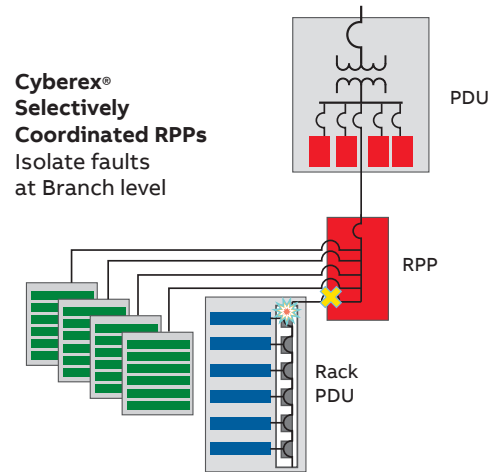 Cyberex®
Selectively
Coordinated RPPs
Isolate faults
at Branch level
PDU
RPP
Rack
PDU